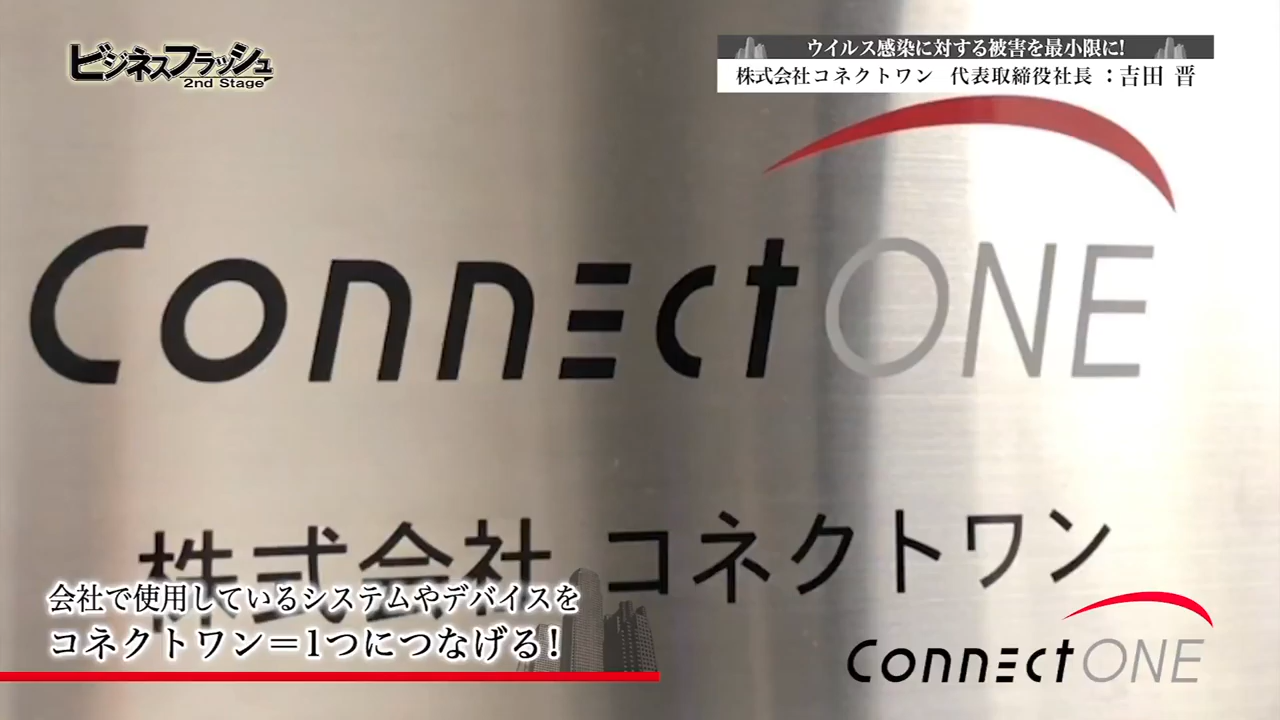 ビジネスフラッシュ
2nd Stage
ウイルス感染に対する被害を最小限に!
株式会社コネクトワン 代表取締役社長：吉田 晋
ConnectONE
株式会社 コネクトワン
会社で使用しているシステムやデバイスを
コネクトワン＝1つにつなげる!
ConnectONE